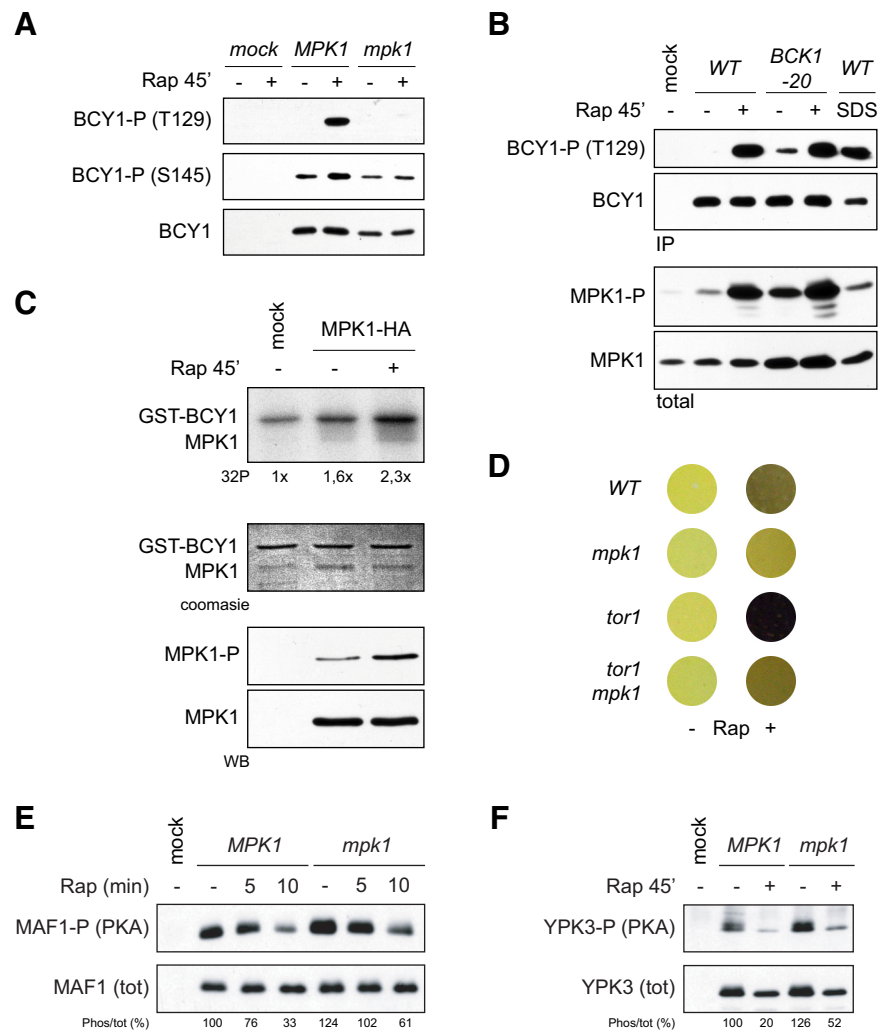 A
mock MPK1 mpk1
Rap 45' - + - + - +
BCY1-P (T129)
BCY1-P (S145)
BCY1
B
mock WT BCK1-20 WT
Rap 45' - - + - + SDS
BCY1-P (T129)
BCY1
IP
MPK1-P
MPK1
total
C
mock MPK1-HA
Rap 45' - - +
GST-BCY1
MPK1
32P 1x 1,6x 2,3x
GST-BCY1
MPK1
coomasie
MPK1-P
MPK1
WB
D
WT
mpk1
tor1
tor1
mpk1
- Rap +
E
mock MPK1 mpk1
Rap (min) - - 5 10 - 5 10
MAF1-P (PKA)
MAF1 (tot)
Phos/tot (%) 100 76 33 124 102 61
F
mock MPK1 mpk1
Rap 45' - - + - +
YPK3-P (PKA)
YPK3 (tot)
Phos/tot (%) 100 20 126 52